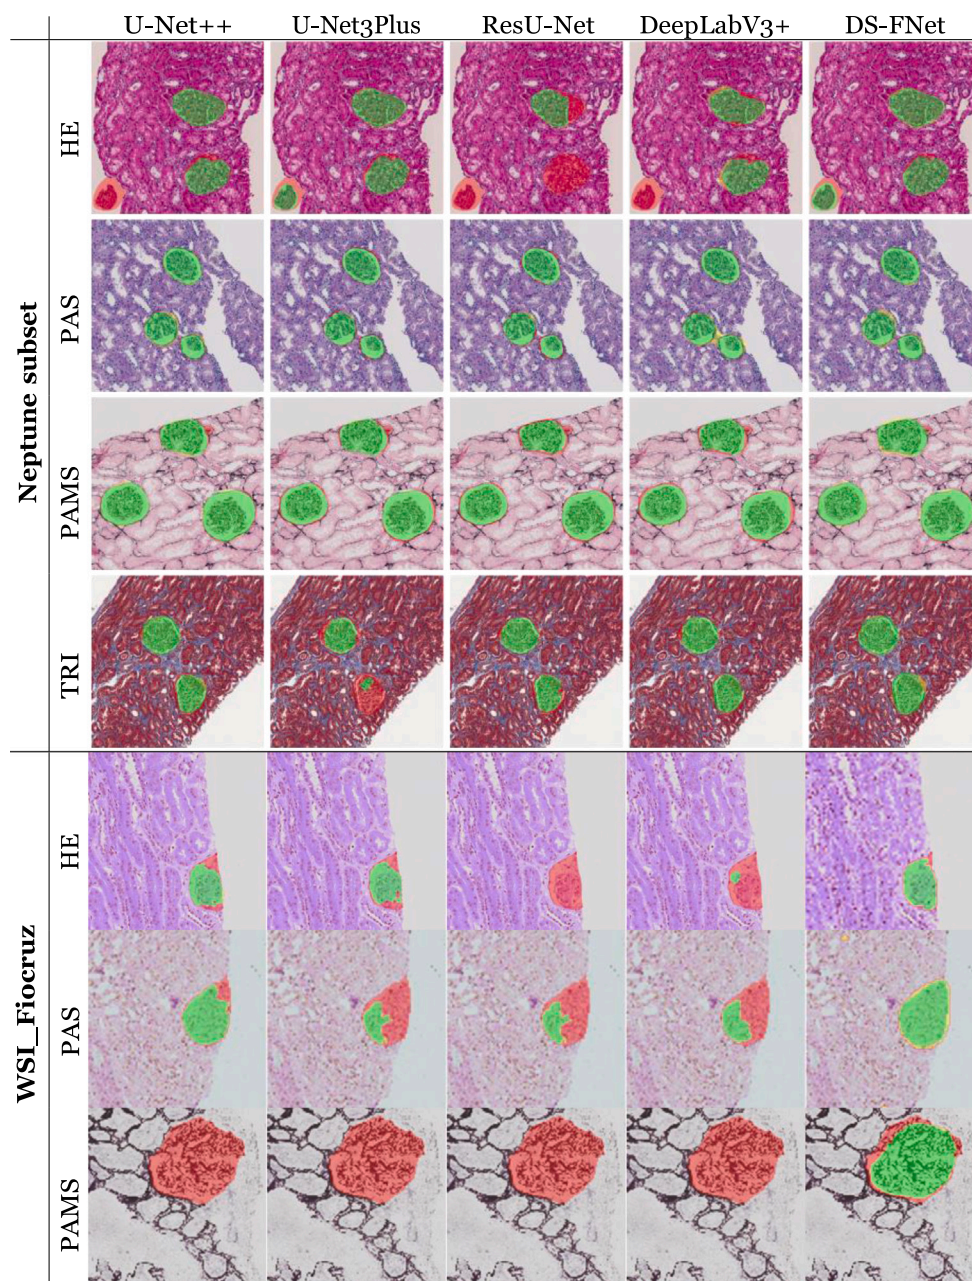 U-Net++ U-Net3Plus ResU-Net DeepLabV3+ DS-FNet
Neptune subset
HE
PAS
PAMS
TRI
WSI_Fiocruz
HE
PAS
PAMS